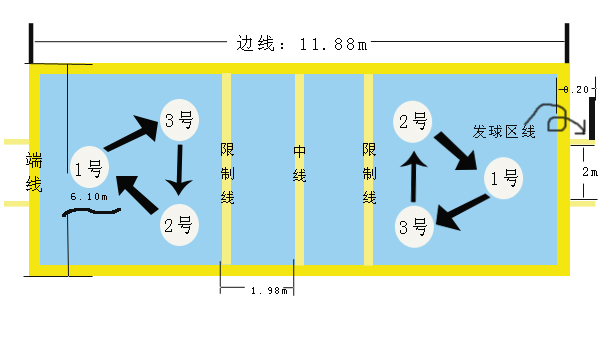 边线：11.88m
0.20
3号
2号
发球区线
端线
1号
限制线
中线
限制线
1号
2m
6.10m
2号
3号
1.98m